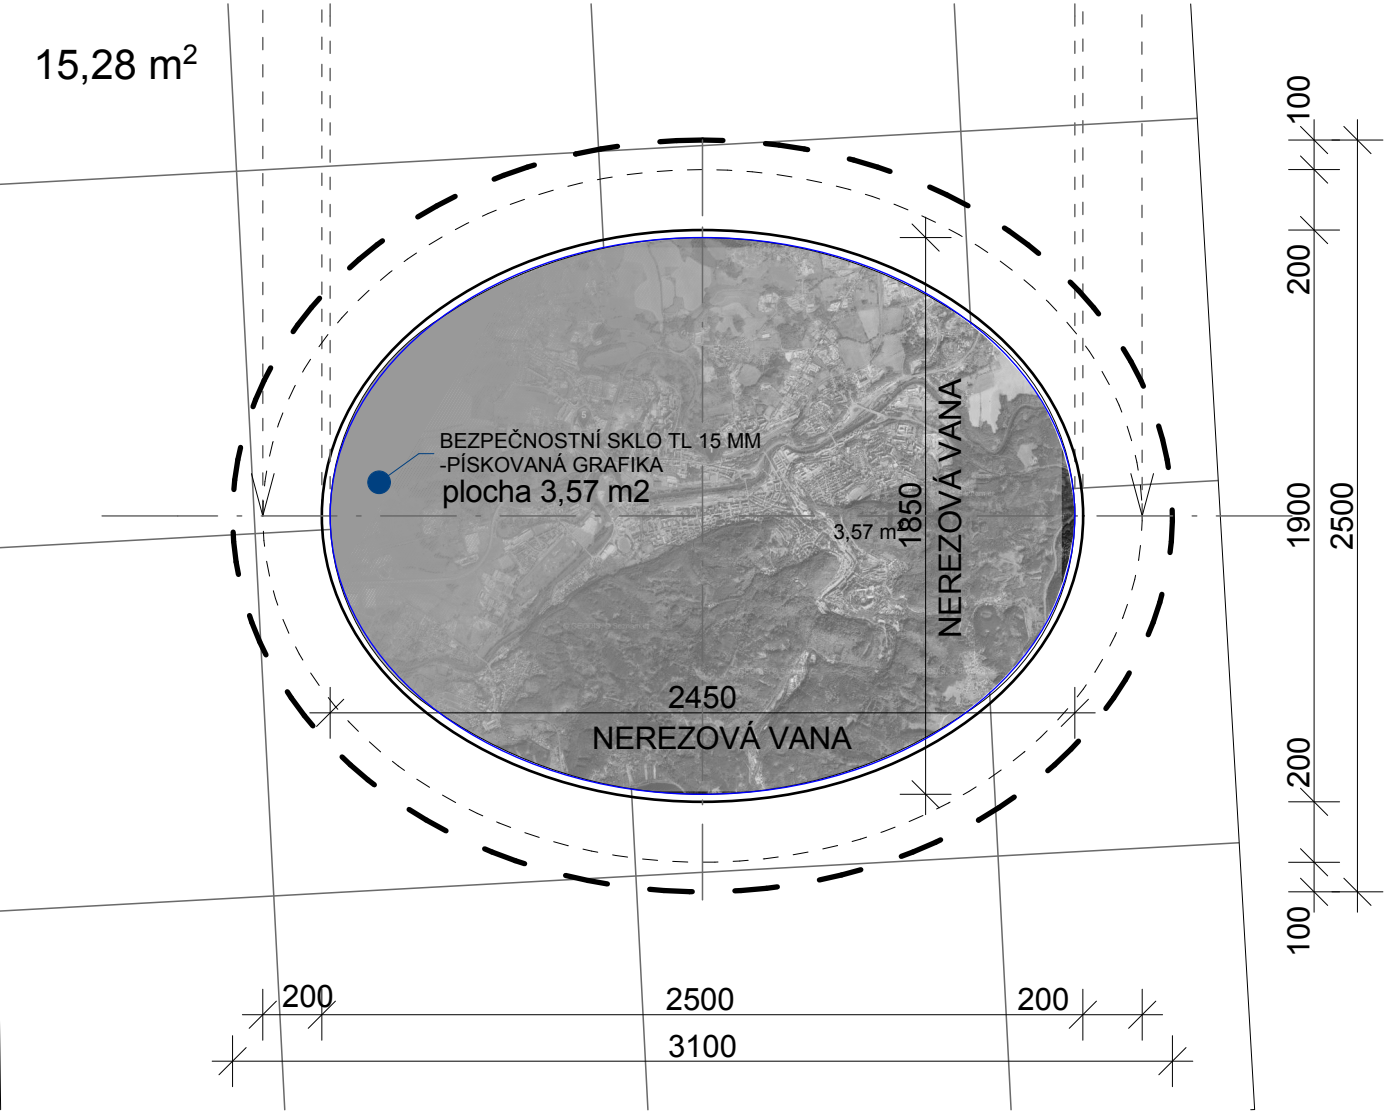 15,28 m²
100
200
BEZPEČNOSTNÍ SKLO TL 15 MM
-PÍSKOVANÁ GRAFIKA
plocha 3,57 m2
3,57 m²
1850
NEREZOVÁ VANA
1900
2500
2450
NEREZOVÁ VANA
200
100
200
2500
200
3100